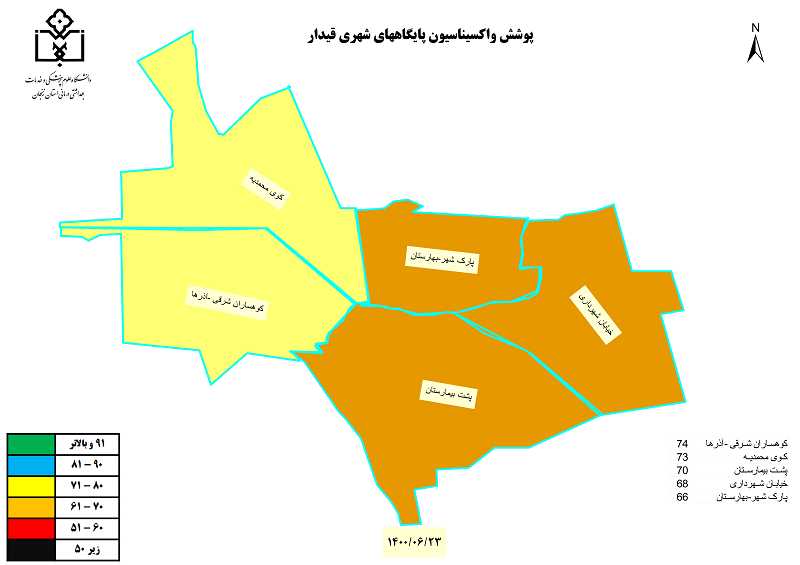 پوشش واکسیناسیون پایگاههای شهری قیدار
N
دانشگاه علوم پزشکی و خدمات
بهداشتی درمانی استان زنجان
کوی محمدیه
پارک شهر-بهارستان
کوهساران شرقی -آذرها
خیابان شهرداری
پشت بیمارستان
۹۱ و بالاتر
۸۱ – ۹۰
۷۱ – ۸۰
۶۱ – ۷۰
۵۱ – ۶۰
زیر ۵۰
کوهساران شرقی -آذرها 74
کوی محمدیه 73
پشت بیمارستان 70
خیابان شهرداری 68
پارک شهر-بهارستان 66
۱۴۰۰/۰۶/۲۳